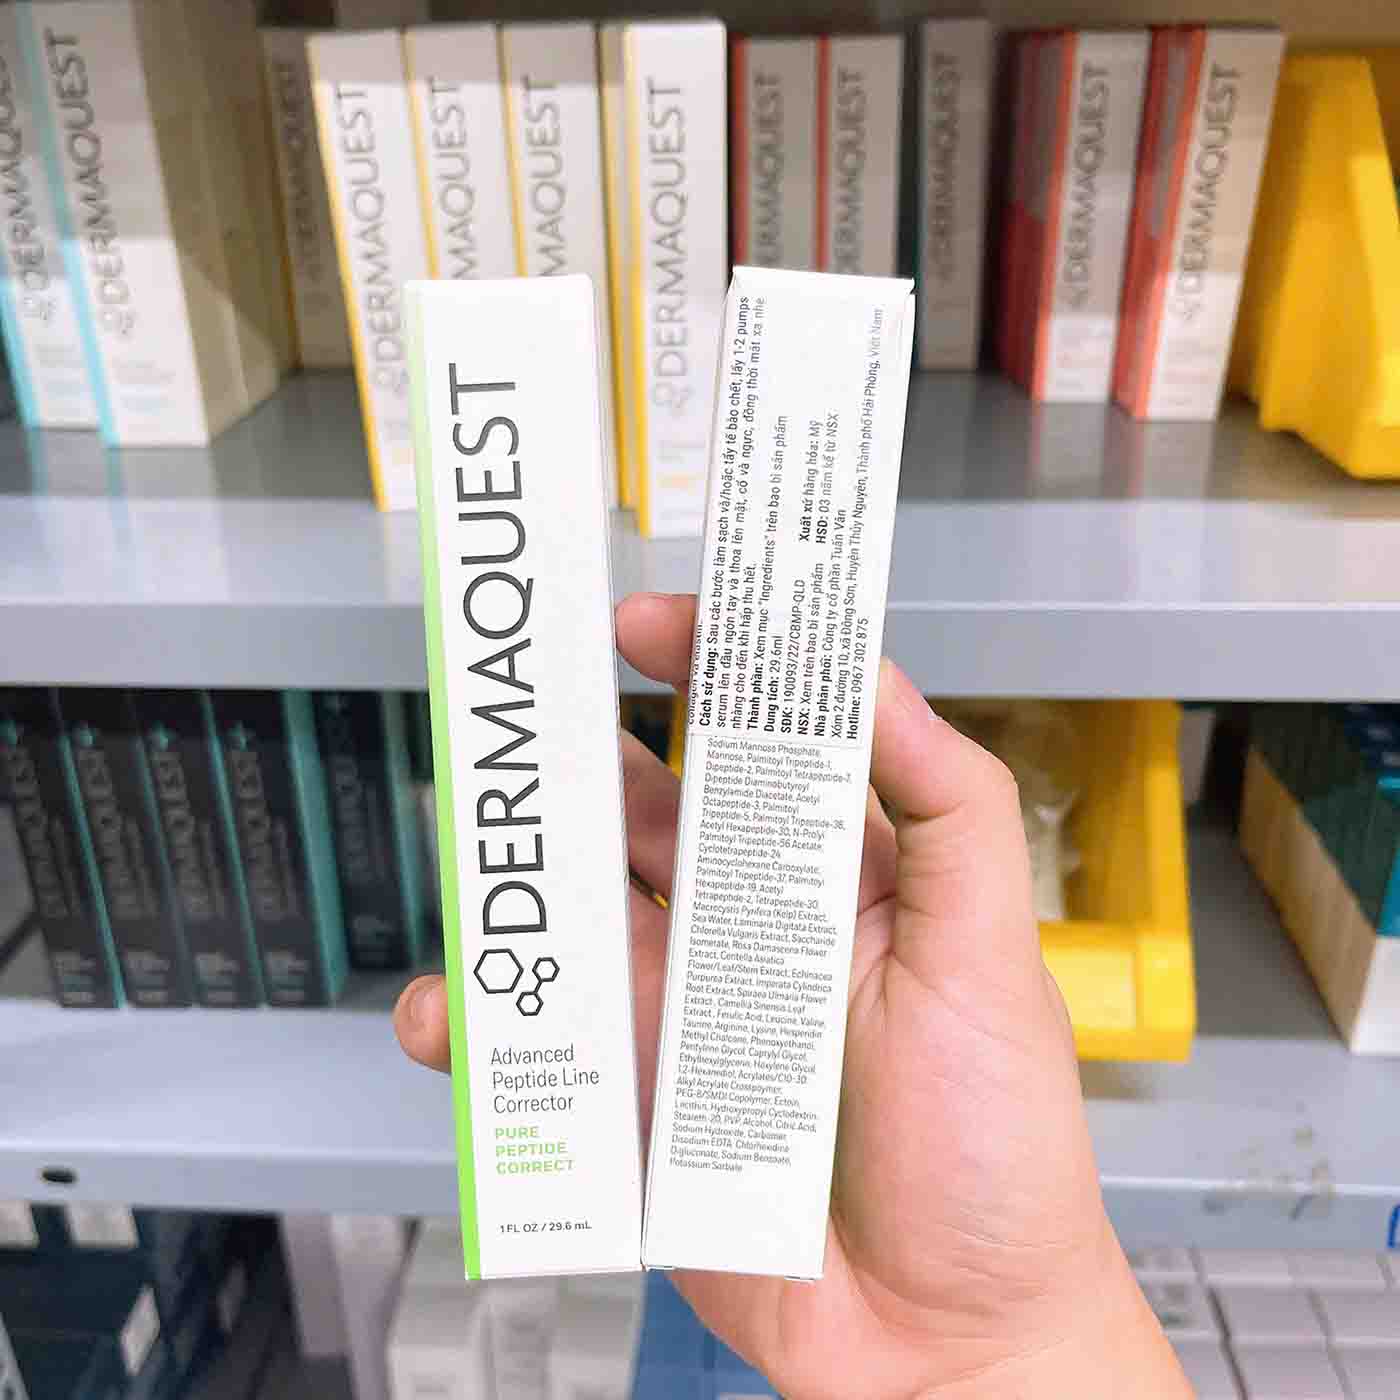 DERMAQUEST
Advanced
Peptide Line
Corrector
PURE
PEPTIDE
CORRECT
1 FL OZ / 29.6 mL
Cách sử dụng: Sau các bước làm sạch và/hoặc tẩy tế bào chết, lấy 1-2 pumps
serum lên đầu ngón tay và thoa lên mặt, cổ và ngực, đồng thời mát xa nhẹ
nhàng cho đến khi hấp thu hết.
Thành phần: Xem mục "Ingredients" trên bao bì sản phẩm
Dung tích: 29.6ml
SĐK: 190093/22/CBMP-QLD
Xuất xứ hàng hóa: Mỹ
NSX: Xem trên bao bì sản phẩm
HSD: 03 năm kể từ NSX
Nhà phân phối: Công ty cổ phần Tuấn Vân
Xóm 2 đường 10, xã Đông Sơn, Huyện Thủy Nguyên, Thành phố Hải Phòng, Việt Nam
Hotline: 0967 302 875
Sodium Mannose Phosphate,
Mannose, Palmitoyl Tripeptide-1,
Dipeptide-2, Palmitoyl Tetrapeptide-7,
Dipeptide Diaminobutyroyl
Benzylamide Diacetate, Acetyl
Octapeptide-3, Palmitoyl
Tripeptide-5, Palmitoyl Tripeptide-38,
Acetyl Hexapeptide-30, N-Prolyl
Palmitoyl Tripeptide-56 Acetate,
Cyclotetrapeptide-24
Aminocyclohexane Carboxylate,
Palmitoyl Tripeptide-37, Palmitoyl
Hexapeptide-19, Acetyl
Tetrapeptide-2, Tetrapeptide-30
Macrocystis Pyrifera (Kelp) Extract,
Sea Water, Laminaria Digitata Extract,
Chlorella Vulgaris Extract, Saccharide
Isomerate, Rosa Damascena Flower
Extract, Centella Asiatica
Flower/Leaf/Stem Extract, Echinacea
Purpurea Extract, Imperata Cylindrica
Root Extract, Spiraea Ulmaria Flower
Extract, Camellia Sinensis Leaf
Extract, Ferulic Acid, Leucine, Valine,
Taurine, Arginine, Lysine, Hesperidin
Methyl Chalcone, Phenoxyethanol,
Pentylene Glycol, Caprylyl Glycol,
Ethylhexylglycerin, Hexylene Glycol
1,2-Hexanediol, Acrylates/C10-30
Alkyl Acrylate Crosspolymer,
PEG-8/SMDI Copolymer, Ectoin,
Lecithin, Hydroxypropyl Cyclodextrin,
Steareth-20, PVP, Alcohol, Citric Acid,
Sodium Hydroxide, Carbomer,
Disodium EDTA, Chlorhexidine
Digluconate, Sodium Benzoate,
Potassium Sorbate
DERMAQUEST
DERMAQUEST
DERMAQUEST
DERMAQUEST
DERMAQUEST
DERMAQUEST
DERMAQUEST
DERMAQUEST
DERMAQUEST
DERMAQUEST
DERMAQUEST
DERMAQUEST